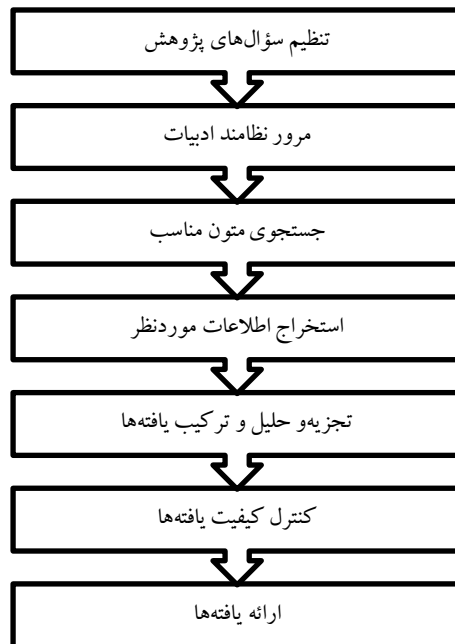 تنظیم سؤال‌های پژوهش
مرور نظامند ادبیات
جستجوی متون مناسب
استخراج اطلاعات موردنظر
تجزیه‌و حلیل و ترکیب یافته‌ها
کنترل کیفیت یافته‌ها
ارائه یافته‌ها